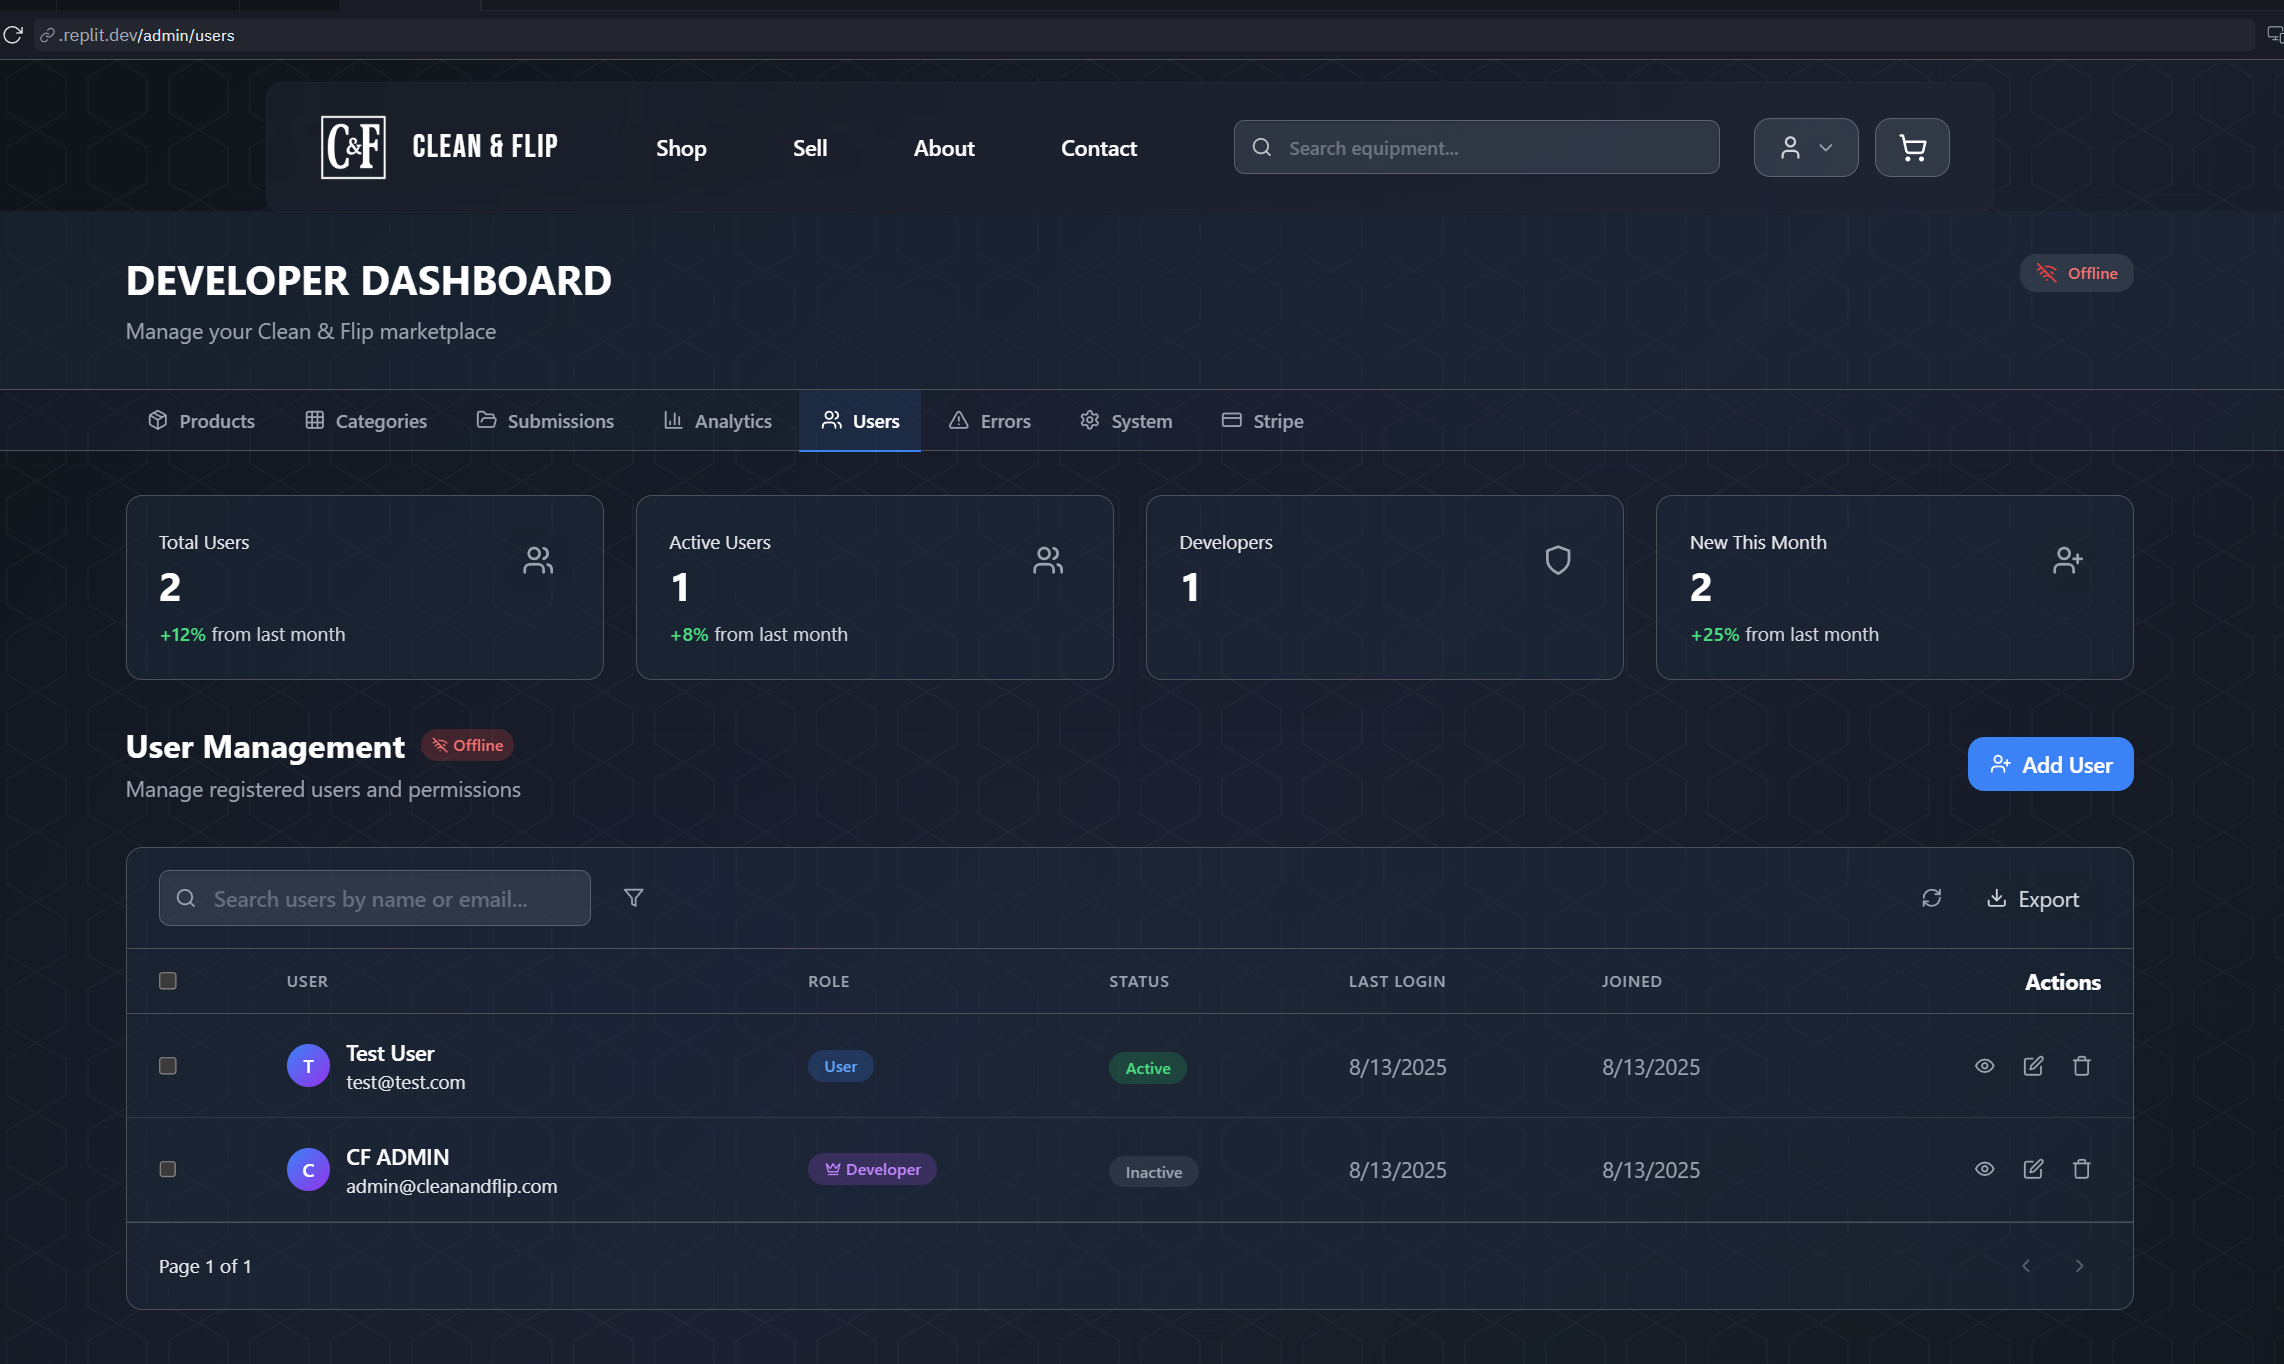 .replit.dev/admin/users
C&F CLEAN & FLIP Shop Sell About Contact Search equipment...
DEVELOPER DASHBOARD
Offline
Manage your Clean & Flip marketplace
Products Categories Submissions Analytics Users Errors System Stripe
Total Users
2
+12% from last month
Active Users
1
+8% from last month
Developers
1
New This Month
2
+25% from last month
User Management Offline
Manage registered users and permissions
Add User
Search users by name or email...
Export
USER ROLE STATUS LAST LOGIN JOINED Actions
T
Test User
test@test.com
User Active 8/13/2025 8/13/2025
C
CF ADMIN
admin@cleanandflip.com
Developer Inactive 8/13/2025 8/13/2025
Page 1 of 1